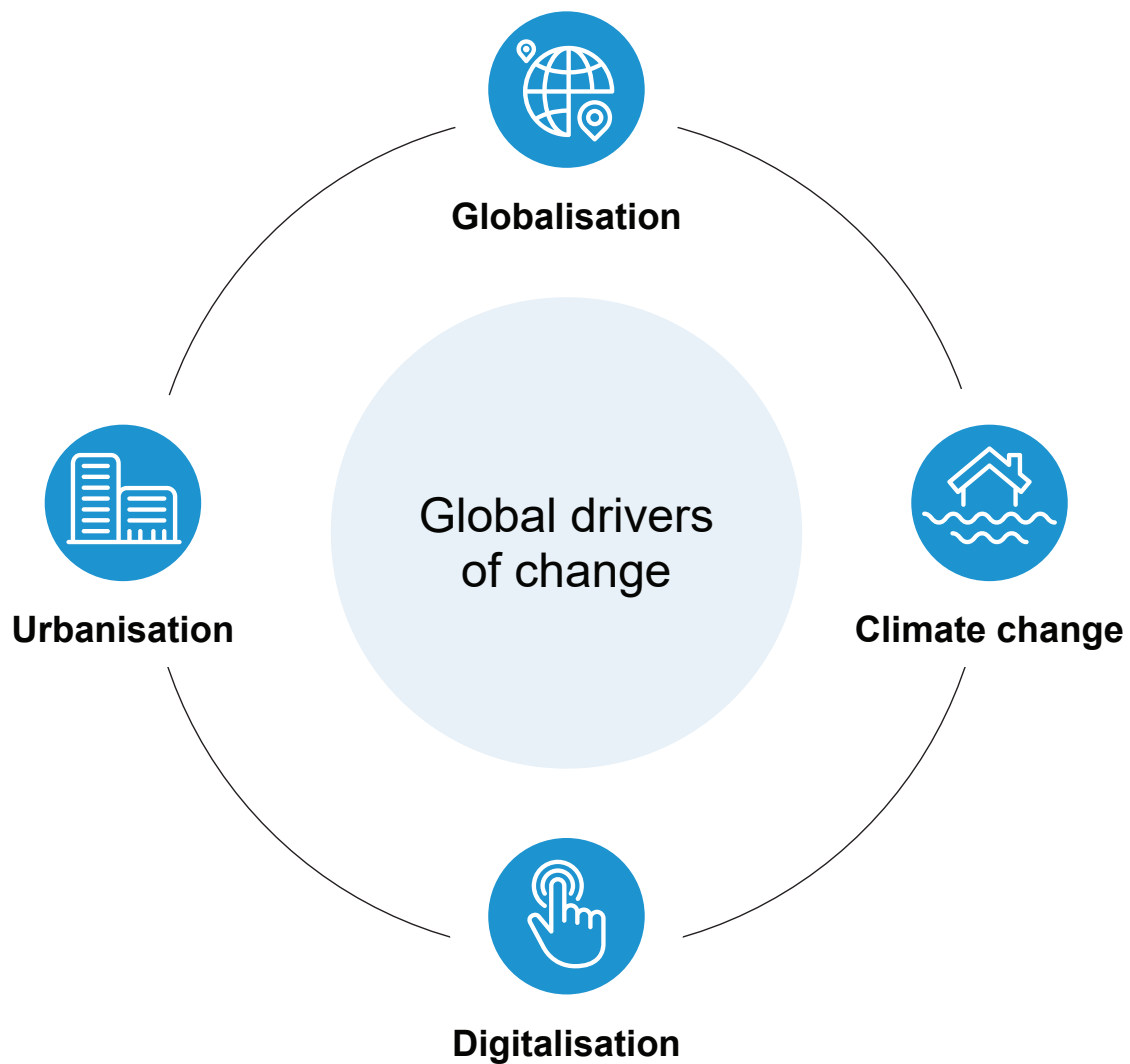 Globalisation
Global drivers
of change
Urbanisation
Climate change
Digitalisation